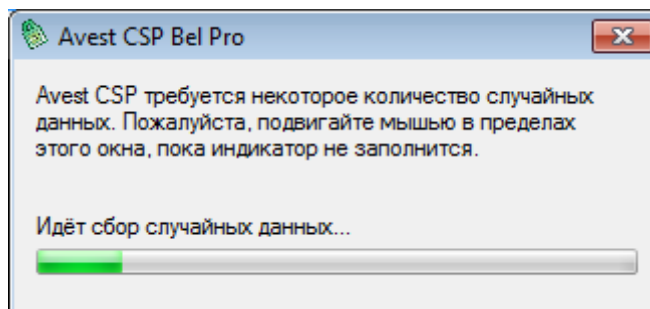 Avest CSP Bel Pro
Avest CSP требуется некоторое количество случайных
данных. Пожалуйста, подвигайте мышью в пределах
этого окна, пока индикатор не заполнится.
Идёт сбор случайных данных...